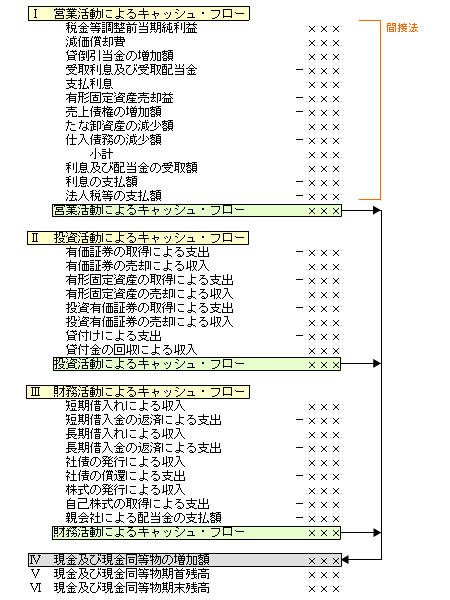 Ⅰ 営業活動によるキャッシュ・フロー
税金等調整前当期純利益 ×××
間接法
減価償却費 ×××
貸倒引当金の増加額 ×××
受取利息及び受取配当金 －×××
支払利息 ×××
有形固定資産売却益 －×××
売上債権の増加額 －×××
たな卸資産の減少額 ×××
仕入債務の減少額 －×××
小計 ×××
利息及び配当金の受取額 ×××
利息の支払額 －×××
法人税等の支払額 －×××
営業活動によるキャッシュ・フロー ×××
Ⅱ 投資活動によるキャッシュ・フロー
有価証券の取得による支出 －×××
有価証券の売却による収入 ×××
有形固定資産の取得による支出 －×××
有形固定資産の売却による収入 ×××
投資有価証券の取得による支出 －×××
投資有価証券の売却による収入 ×××
貸付けによる支出 －×××
貸付金の回収による収入 ×××
投資活動によるキャッシュ・フロー ×××
Ⅲ 財務活動によるキャッシュ・フロー
短期借入れによる収入 ×××
短期借入金の返済による支出 －×××
長期借入れによる収入 ×××
長期借入金の返済による支出 －×××
社債の発行による収入 ×××
社債の償還による支出 －×××
株式の発行による収入 ×××
自己株式の取得による支出 －×××
親会社による配当金の支払額 －×××
財務活動によるキャッシュ・フロー ×××
Ⅳ 現金及び現金同等物の増加額 ×××
Ⅴ 現金及び現金同等物期首残高 ×××
Ⅵ 現金及び現金同等物期末残高 ×××